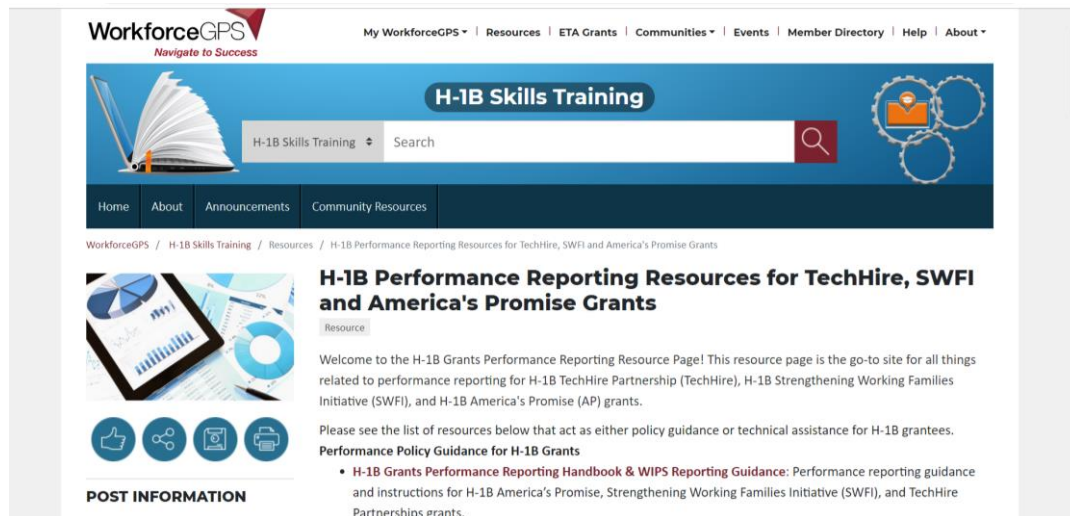 WorkforceGPS
Navigate to Success
My WorkforceGPS | Resources | ETA Grants | Communities | Events | Member Directory | Help | About
H-1B Skills Training
H-1B Skills Training Search
Home About Announcements Community Resources
WorkforceGPS / H-1B Skills Training / Resources / H-1B Performance Reporting Resources for TechHire, SWFI and America's Promise Grants
H-1B Performance Reporting Resources for TechHire, SWFI
and America's Promise Grants
Resource
Welcome to the H-1B Grants Performance Reporting Resource Page! This resource page is the go-to site for all things
related to performance reporting for H-1B TechHire Partnership (TechHire), H-1B Strengthening Working Families
Initiative (SWFI), and H-1B America's Promise (AP) grants.
Please see the list of resources below that act as either policy guidance or technical assistance for H-1B grantees.
Performance Policy Guidance for H-1B Grants
• H-1B Grants Performance Reporting Handbook & WIPS Reporting Guidance: Performance reporting guidance
and instructions for H-1B America's Promise, Strengthening Working Families Initiative (SWFI), and TechHire
Partnerships grants.
POST INFORMATION